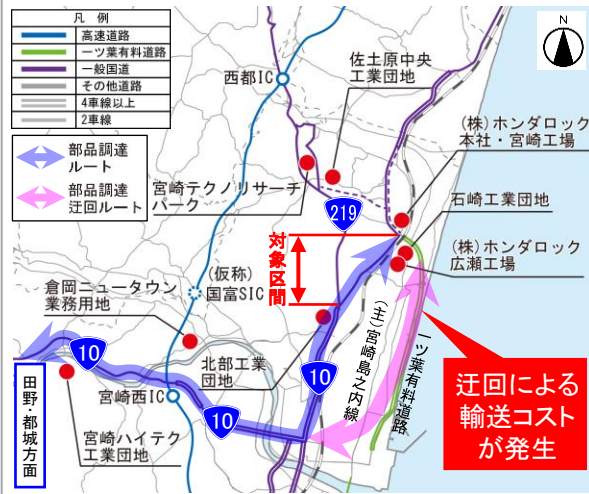 凡 例
高速道路
一ツ葉有料道路
一般国道
その他道路
4車線以上
2車線
部品調達
ルート
部品調達
迂回ルート
N
西都IC
佐土原中央
工業団地
(株)ホンダロック
本社・宮崎工場
宮崎テクノリサーチ
パーク
219
石崎工業団地
対象区間
(株)ホンダロック
広瀬工場
(仮称)
国富SIC
倉岡ニュータウン
業務用地
北部工業
団地
(主)宮崎島之内線
一ツ葉有料道路
10
10
10
田野・都城方面
宮崎西IC
宮崎ハイテク
工業団地
迂回による
輸送コスト
が発生